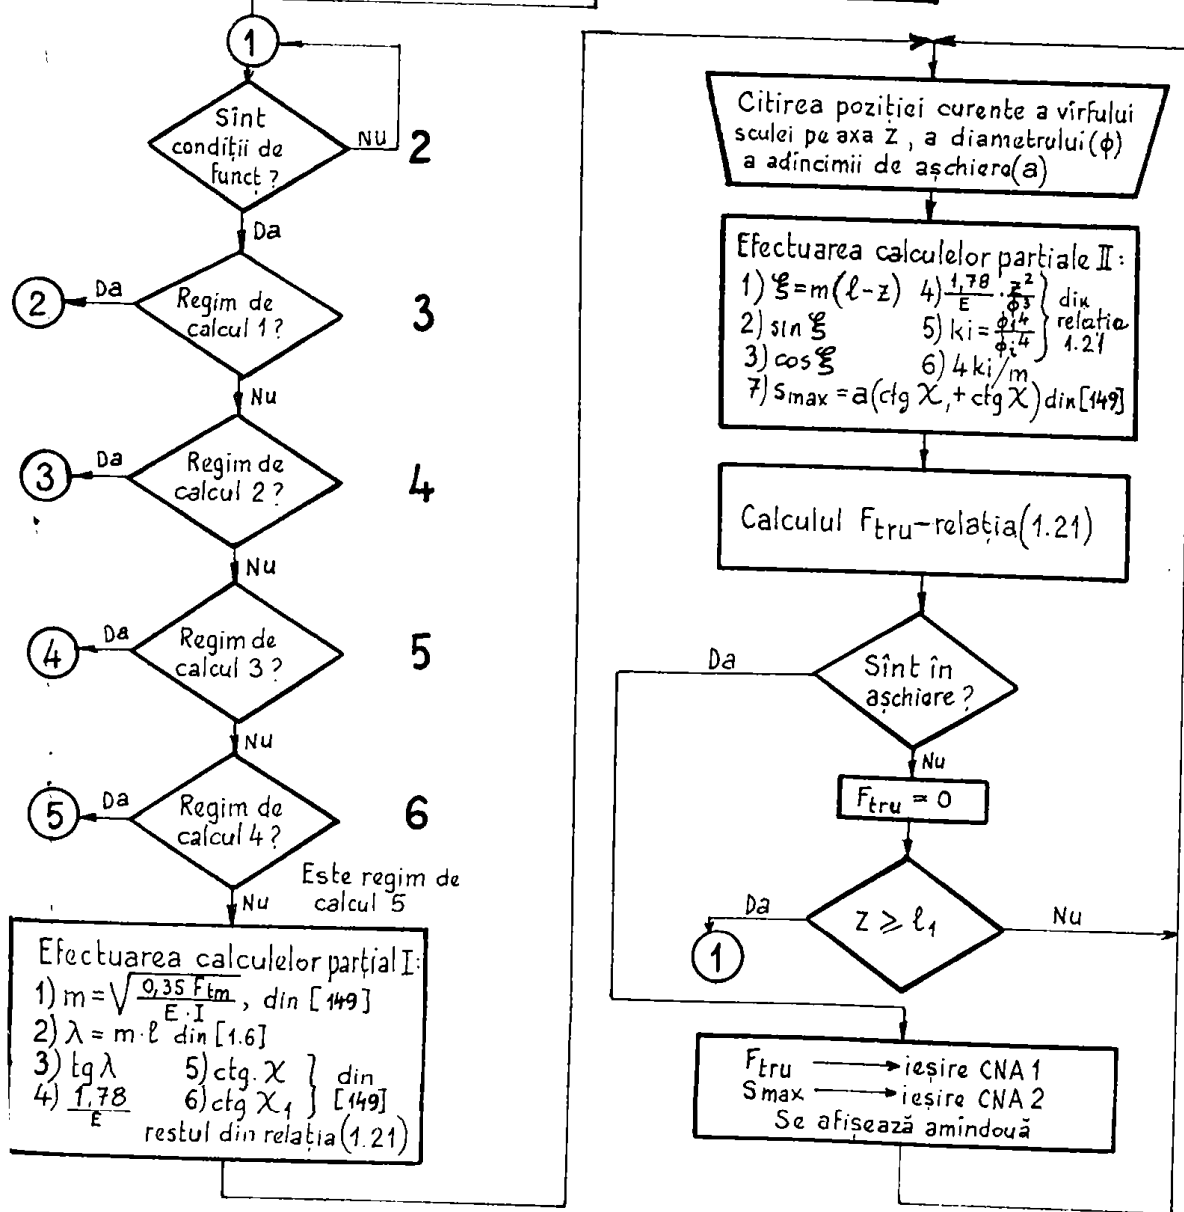 1
Sînt
condiții de
funcț ?
Nu
2
Da
2
Da
Regim de
calcul 1 ?
3
Nu
3
Da
Regim de
calcul 2 ?
4
Nu
4
Da
Regim de
calcul 3 ?
5
Nu
5
Da
Regim de
calcul 4 ?
6
Nu
Este regim de
calcul 5
Efectuarea calculelor parțial I:
1) m = √(0,35 Ftm / E·I), din [149]
2) λ = m·l din [1.6]
3) tg λ 5) ctg. χ } din
4) 1,78/E 6) ctg χ1 } [149]
restul din relația (1.21)
Citirea poziției curente a vîrfului
sculei pe axa Z, a diametrului (ϕ)
a adîncimii de așchiere (a)
Efectuarea calculelor partiale II:
1) ξ = m(l-z) 4) 1,78/E · z²/ϕ³ } din
2) sin ξ 5) ki = ϕ1⁴/ϕi⁴ } relația
1.21
3) cos ξ 6) 4ki/m
7) Smax = a(ctg χ1 + ctg χ) din [149]
Calculul Ftru - relația (1.21)
Da
Sînt în
așchiere ?
Nu
Ftru = 0
Da
Z ≥ l1
Nu
1
Ftru → ieșire CNA 1
Smax → ieșire CNA 2
Se afișează amîndouă